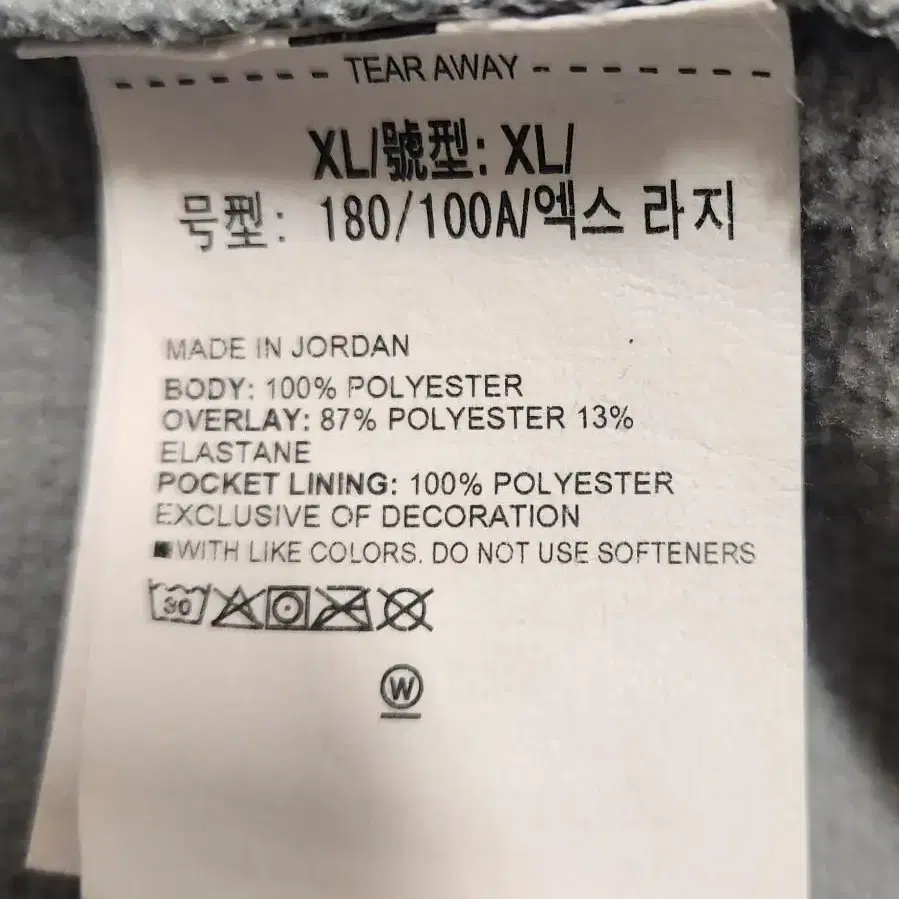 TEAR AWAY
XL/號型: XL/
号型: 180/100A/엑스 라지
MADE IN JORDAN
BODY: 100% POLYESTER
OVERLAY: 87% POLYESTER 13%
ELASTANE
POCKET LINING: 100% POLYESTER
EXCLUSIVE OF DECORATION
■WITH LIKE COLORS. DO NOT USE SOFTENERS
30
W